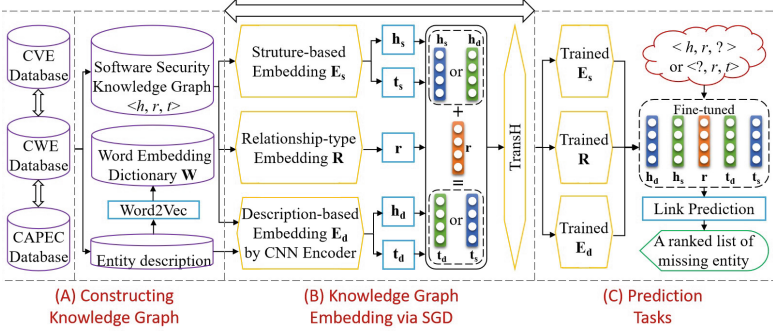 CVE
Database
CWE
Database
CAPEC
Database
Software Security
Knowledge Graph
<h, r, t>
Word Embedding
Dictionary W
Word2Vec
Entity description
(A) Constructing
Knowledge Graph
Struture-based
Embedding Es
Relationship-type
Embedding R
Description-based
Embedding Ed
by CNN Encoder
hs
ts
r
hd
td
hs hd
or
+
r
=
or
td ts
TransH
(B) Knowledge Graph
Embedding via SGD
Trained
Es
Trained
R
Trained
Ed
< h, r, ? >
or <?, r, t>
Fine-tuned
hd hs r td ts
Link Prediction
A ranked list of
missing entity
(C) Prediction
Tasks